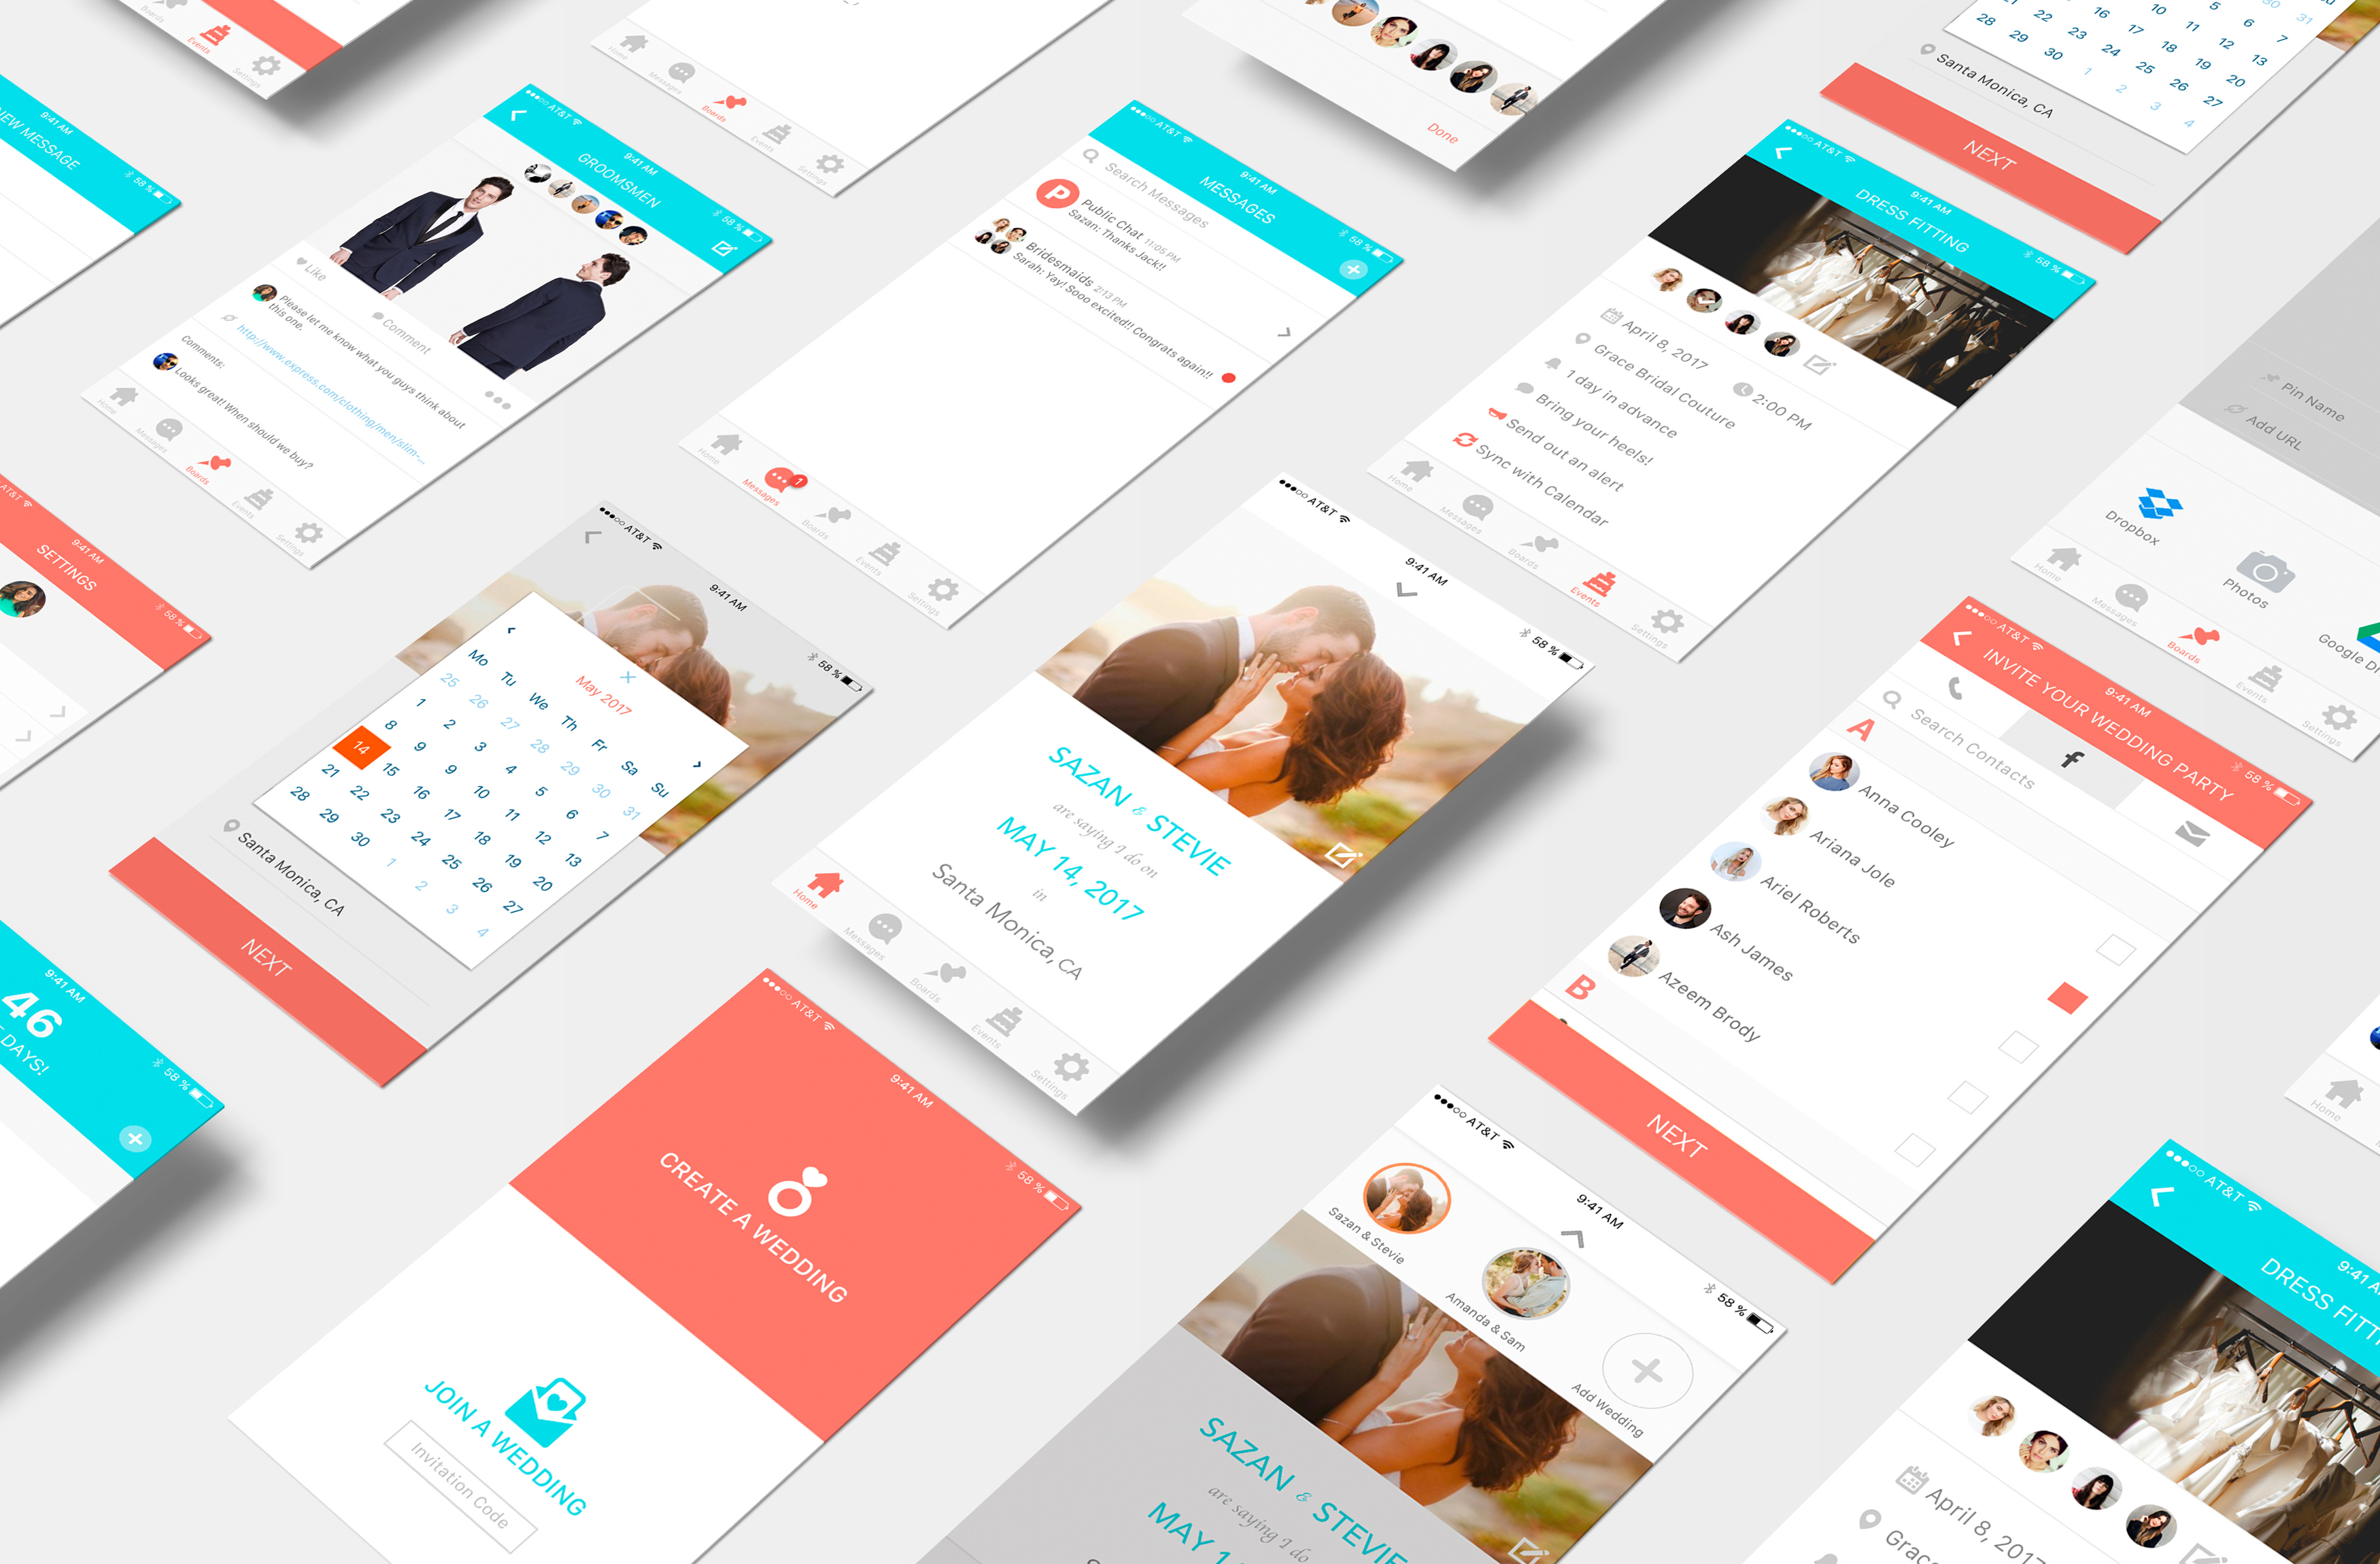 Events
Settings
Home
Messages
Boards
Events
Settings
Done
5
30
31
22
16
10
11
6
28
23
17
12
7
29
24
18
13
30
25
19
1
26
20
2
27
3
4
Santa Monica, CA
NEXT
9:41 AM
58 %
NEW MESSAGE
AT&T
9:41 AM
58 %
GROOMSMEN
Like
Comment
Please let me know what you guys think about
this one.
http://www.express.com/clothing/men/slim-...
Comments:
Looks great! When should we buy?
Home
Messages
Boards
Events
Settings
AT&T
9:41 AM
58 %
MESSAGES
Search Messages
P
Public Chat 11:05 PM
Sazan: Thanks Jack!!
Bridesmaids 2:13 PM
Sarah: Yay! Sooo excited!! Congrats again!!
Home
Messages
1
Boards
Events
Settings
AT&T
9:41 AM
58 %
DRESS FITTING
April 8, 2017
2:00 PM
Grace Bridal Couture
1 day in advance
Bring your heels!
Send out an alert
Sync with Calendar
Home
Messages
Boards
Events
Settings
Pin Name
Add URL
Dropbox
Photos
Home
Messages
Boards
Events
Settings
AT&T
9:41 AM
58 %
SETTINGS
AT&T
9:41 AM
58 %
May 2017
Mo Tu We Th Fr Sa Su
25 26 27 28 29 30 31
1 2 3 4 5 6 7
8 9 9 10 11 12 13
14 15 16 17 18 19 20
21 22 23 24 25 26 27
28 29 30 1 2 3 4
Santa Monica, CA
NEXT
AT&T
9:41 AM
58 %
SAZAN & STEVIE
are saying I do on
MAY 14, 2017
in
Santa Monica, CA
Home
Messages
Boards
Events
Settings
AT&T
9:41 AM
58 %
INVITE YOUR WEDDING PARTY
f
Search Contacts
A
Anna Cooley
Ariana Jole
Ariel Roberts
Ash James
Azeem Brody
B
NEXT
Home
9:41 AM
58 %
46
DAYS!
AT&T
9:41 AM
58 %
CREATE A WEDDING
JOIN A WEDDING
Invitation Code
AT&T
9:41 AM
58 %
Sazan & Stevie
Amanda & Sam
Add Wedding
SAZAN & STEVIE
are saying I do
MAY 1
AT&T
DRESS
April 8, 2017